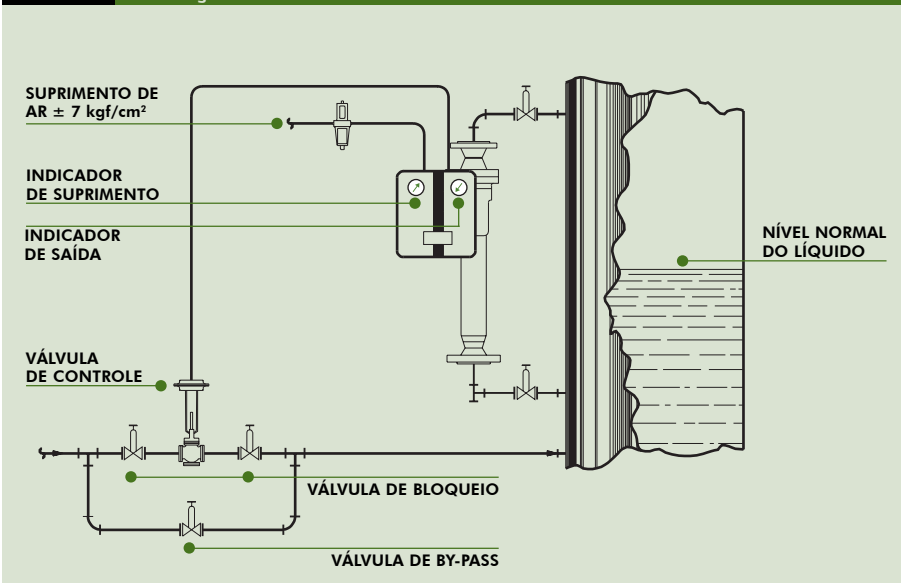 SUPRIMENTO DE
AR ± 7 kgf/cm²
INDICADOR
DE SUPRIMENTO
INDICADOR
DE SAÍDA
NÍVEL NORMAL
DO LÍQUIDO
VÁLVULA
DE CONTROLE
VÁLVULA DE BLOQUEIO
VÁLVULA DE BY-PASS